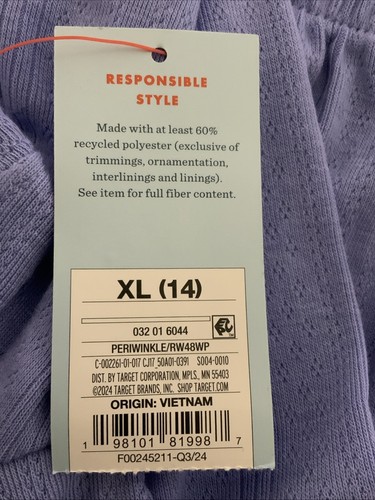 RESPONSIBLE
STYLE
Made with at least 60%
recycled polyester (exclusive of
trimmings, ornamentation,
interlinings and linings).
See item for full fiber content.
XL (14)
032 01 6044
PERIWINKLE/RW48WP
C-002261-01-017 CJ17_50A01-0391 S004-0010
DIST. BY TARGET CORPORATION, MPLS., MN 55403
©2024 TARGET BRANDS, INC. SHOP TARGET.COM
ORIGIN: VIETNAM
1 98101 81998 7
F00245211-Q3/24